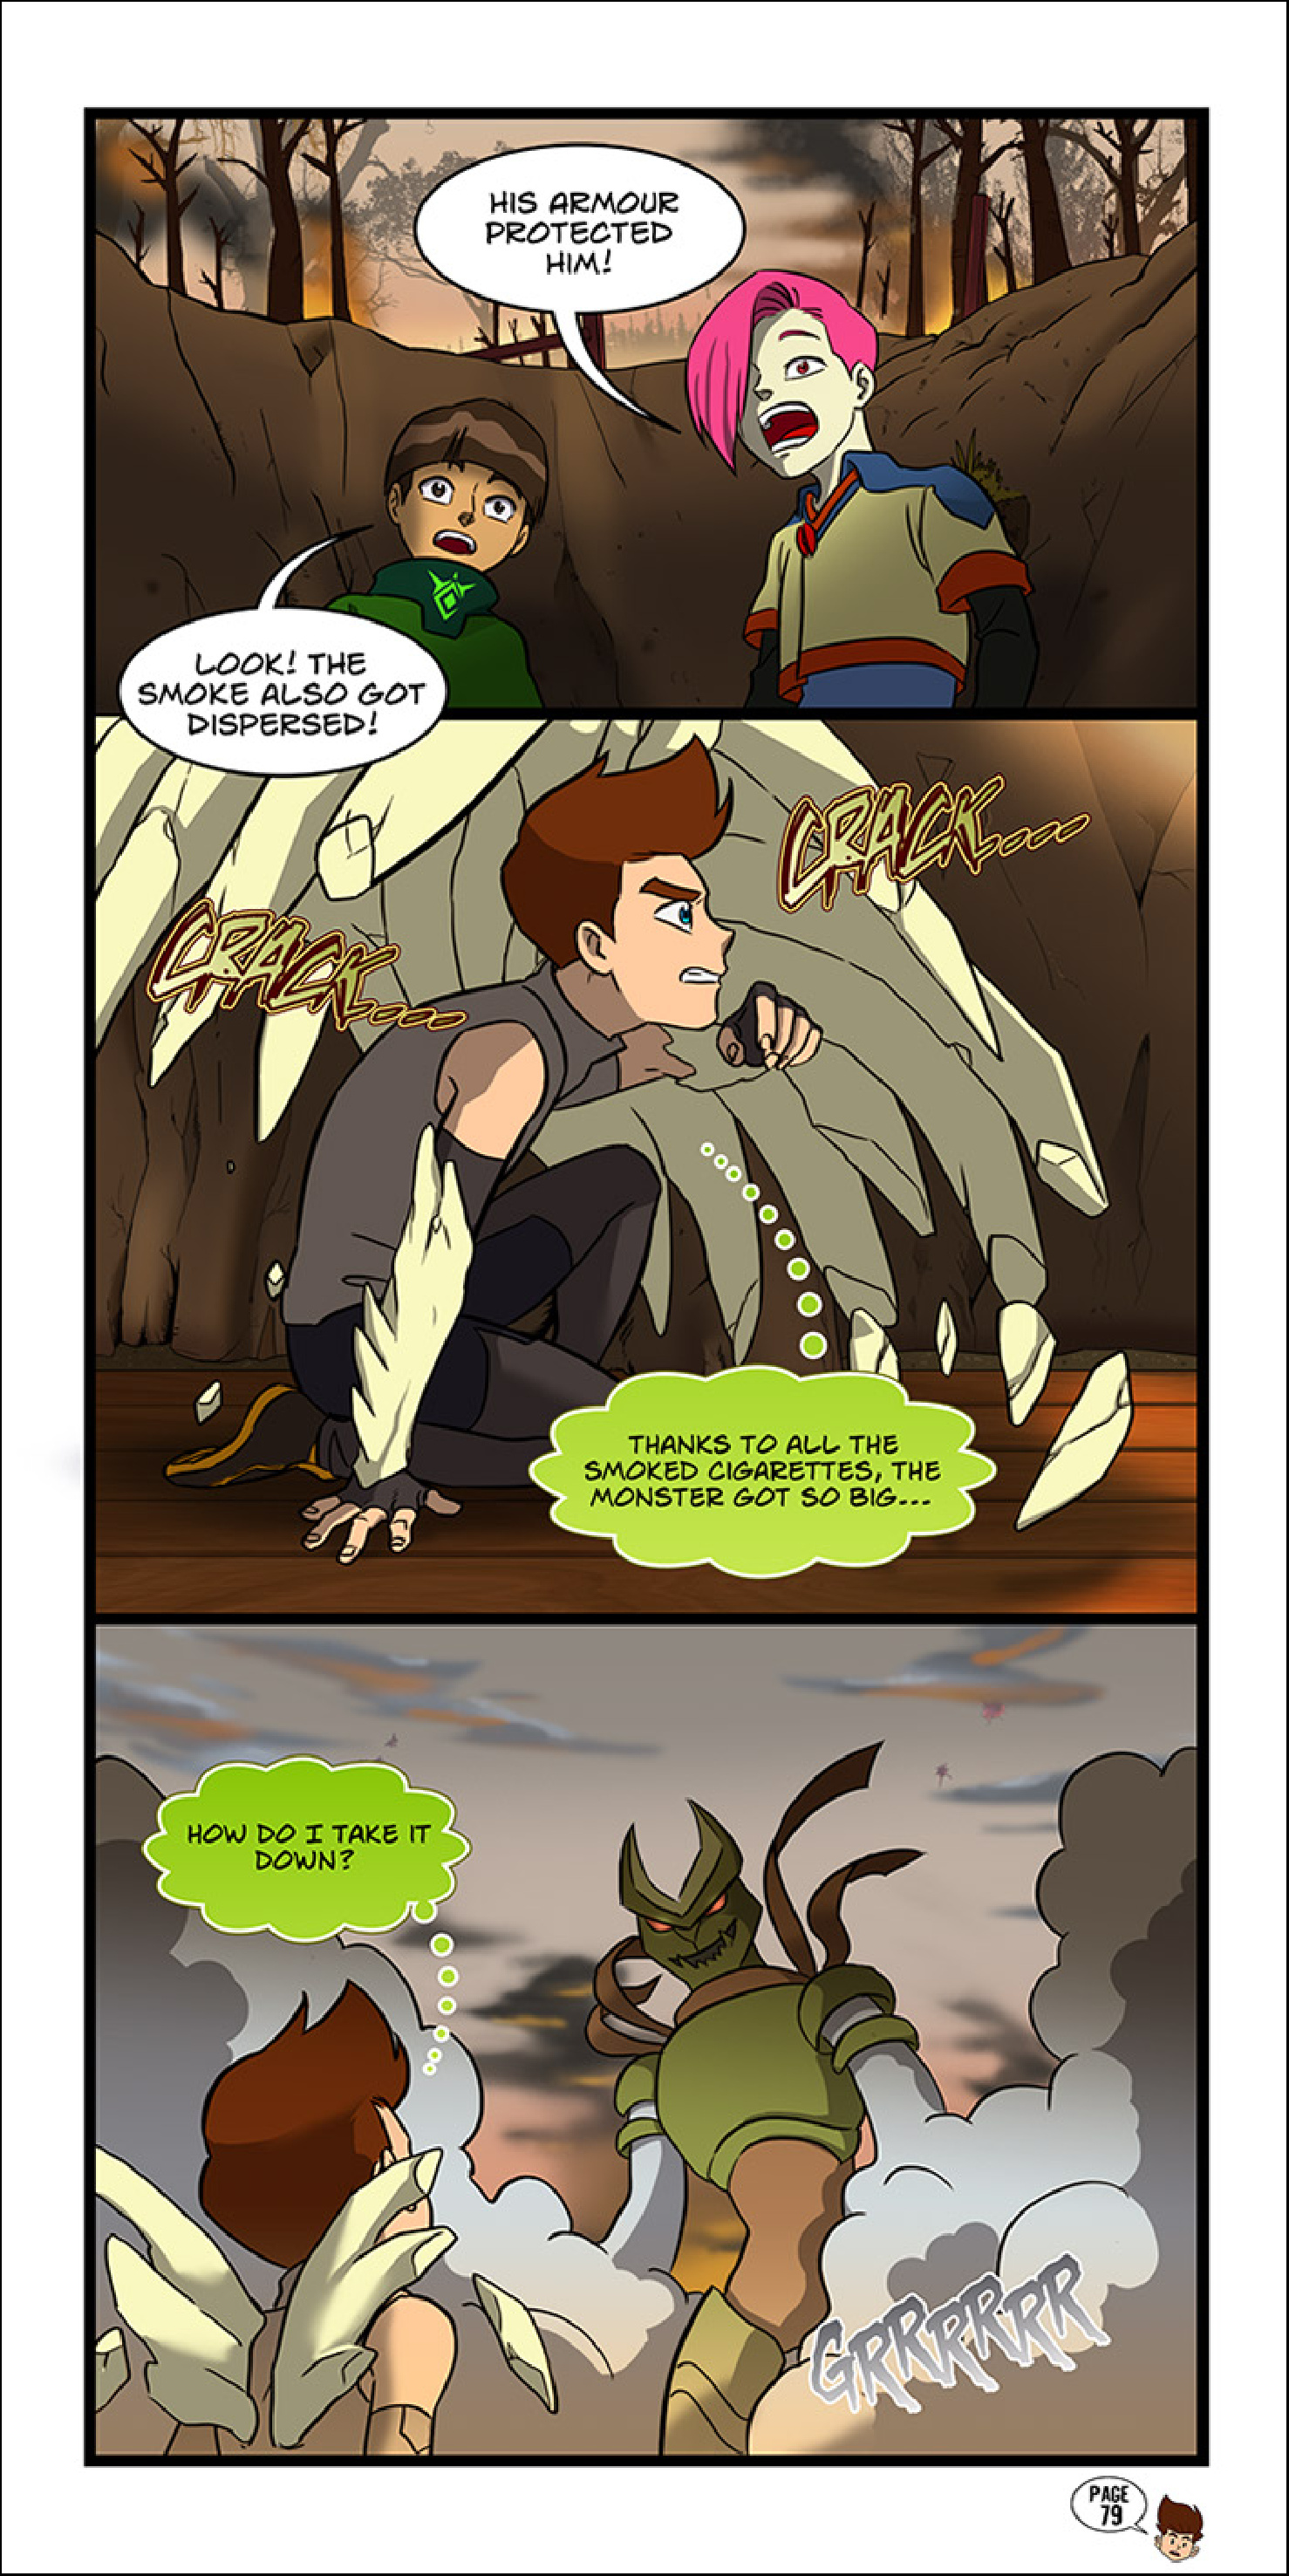 HIS ARMOUR
PROTECTED
HIM!
LOOK! THE
SMOKE ALSO GOT
DISPERSED!
CRACK....
CRACK....
THANKS TO ALL THE
SMOKED CIGARETTES, THE
MONSTER GOT SO BIG...
HOW DO I TAKE IT
DOWN?
GRRRRRR
PAGE
79